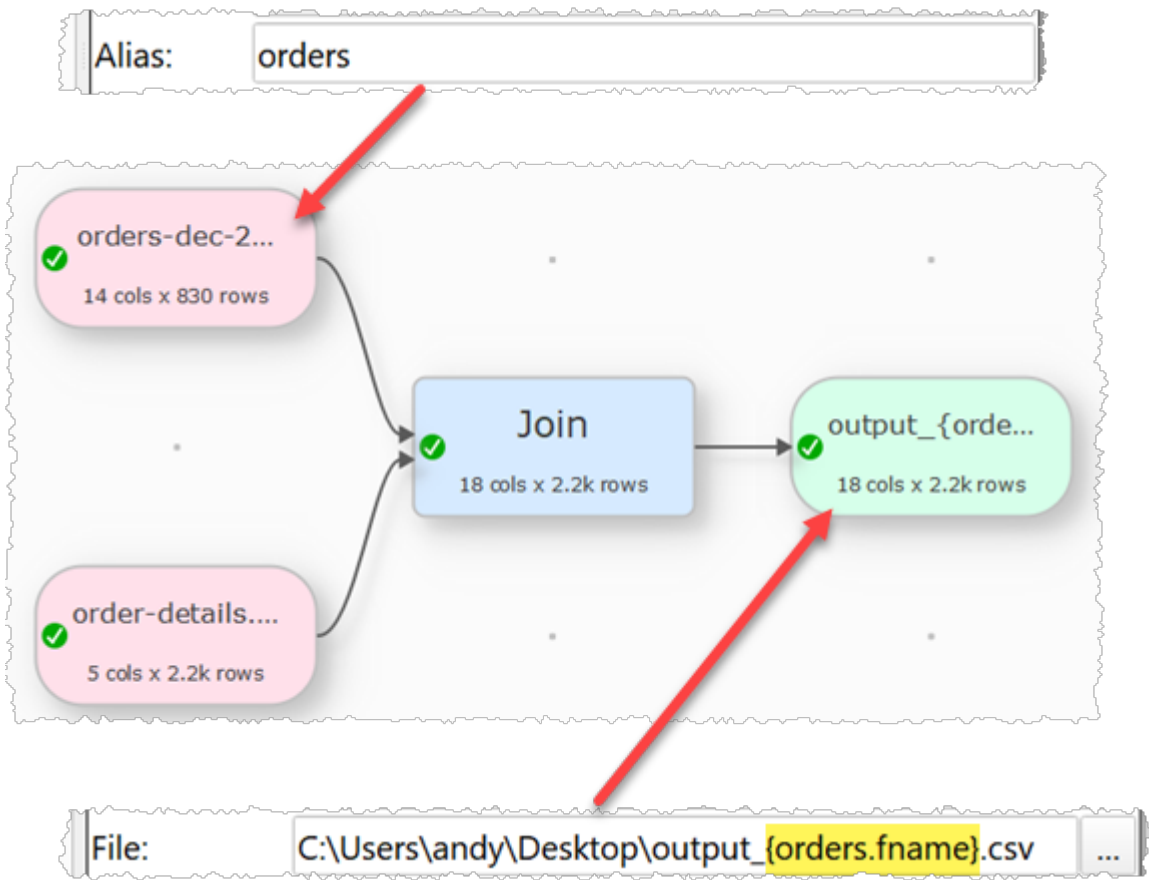 Alias: orders
orders-dec-2...
14 cols x 830 rows
Join
18 cols x 2.2k rows
output_{orde...
18 cols x 2.2k rows
order-details....
5 cols x 2.2k rows
File: C:\Users\andy\Desktop\output_{orders.fname}.csv ...